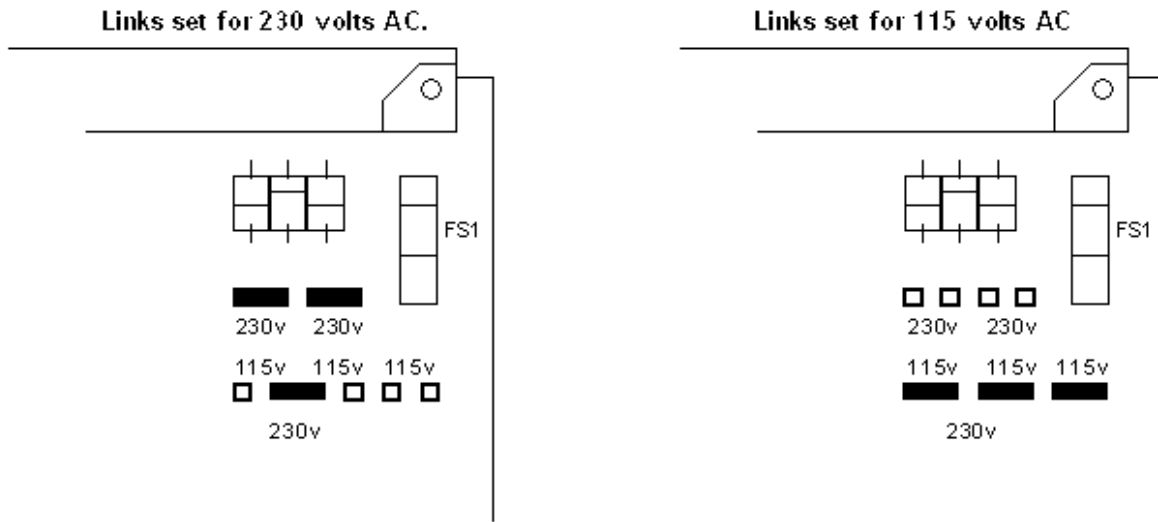 Links set for 230 volts AC.
FS1
230v 230v
115v 115v 115v
230v
Links set for 115 volts AC
FS1
230v 230v
115v 115v 115v
230v